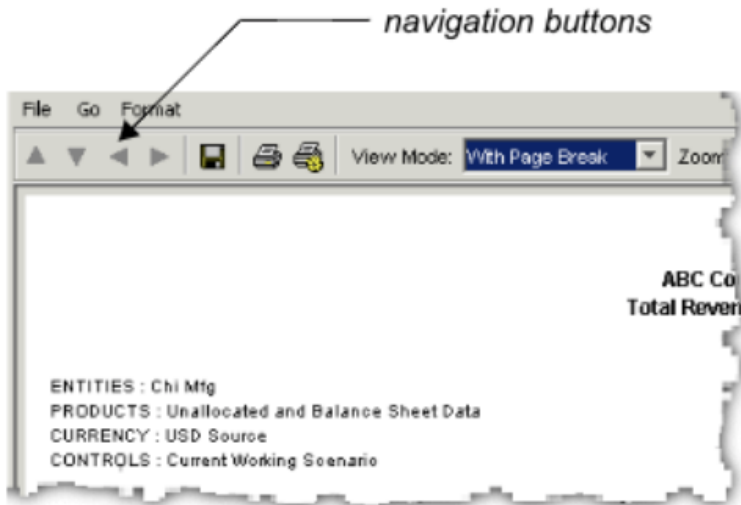 navigation buttons
File Go Format
View Mode: With Page Break Zoom
ABC Co
Total Reven
ENTITIES : Chi Mfg
PRODUCTS : Unallocated and Balance Sheet Data
CURRENCY : USD Source
CONTROLS : Current Working Scenario